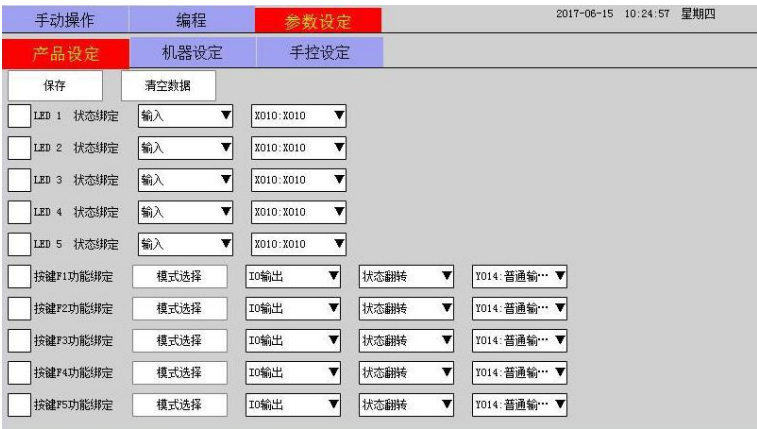 手动操作 编程 参数设定 2017-06-15 10:24:57 星期四
产品设定 机器设定 手控设定
保存 清空数据
LED 1 状态绑定 输入 X010:X010
LED 2 状态绑定 输入 X010:X010
LED 3 状态绑定 输入 X010:X010
LED 4 状态绑定 输入 X010:X010
LED 5 状态绑定 输入 X010:X010
按键F1功能绑定 模式选择 IO输出 状态翻转 Y014:普通输…
按键F2功能绑定 模式选择 IO输出 状态翻转 Y014:普通输…
按键F3功能绑定 模式选择 IO输出 状态翻转 Y014:普通输…
按键F4功能绑定 模式选择 IO输出 状态翻转 Y014:普通输…
按键F5功能绑定 模式选择 IO输出 状态翻转 Y014:普通输…